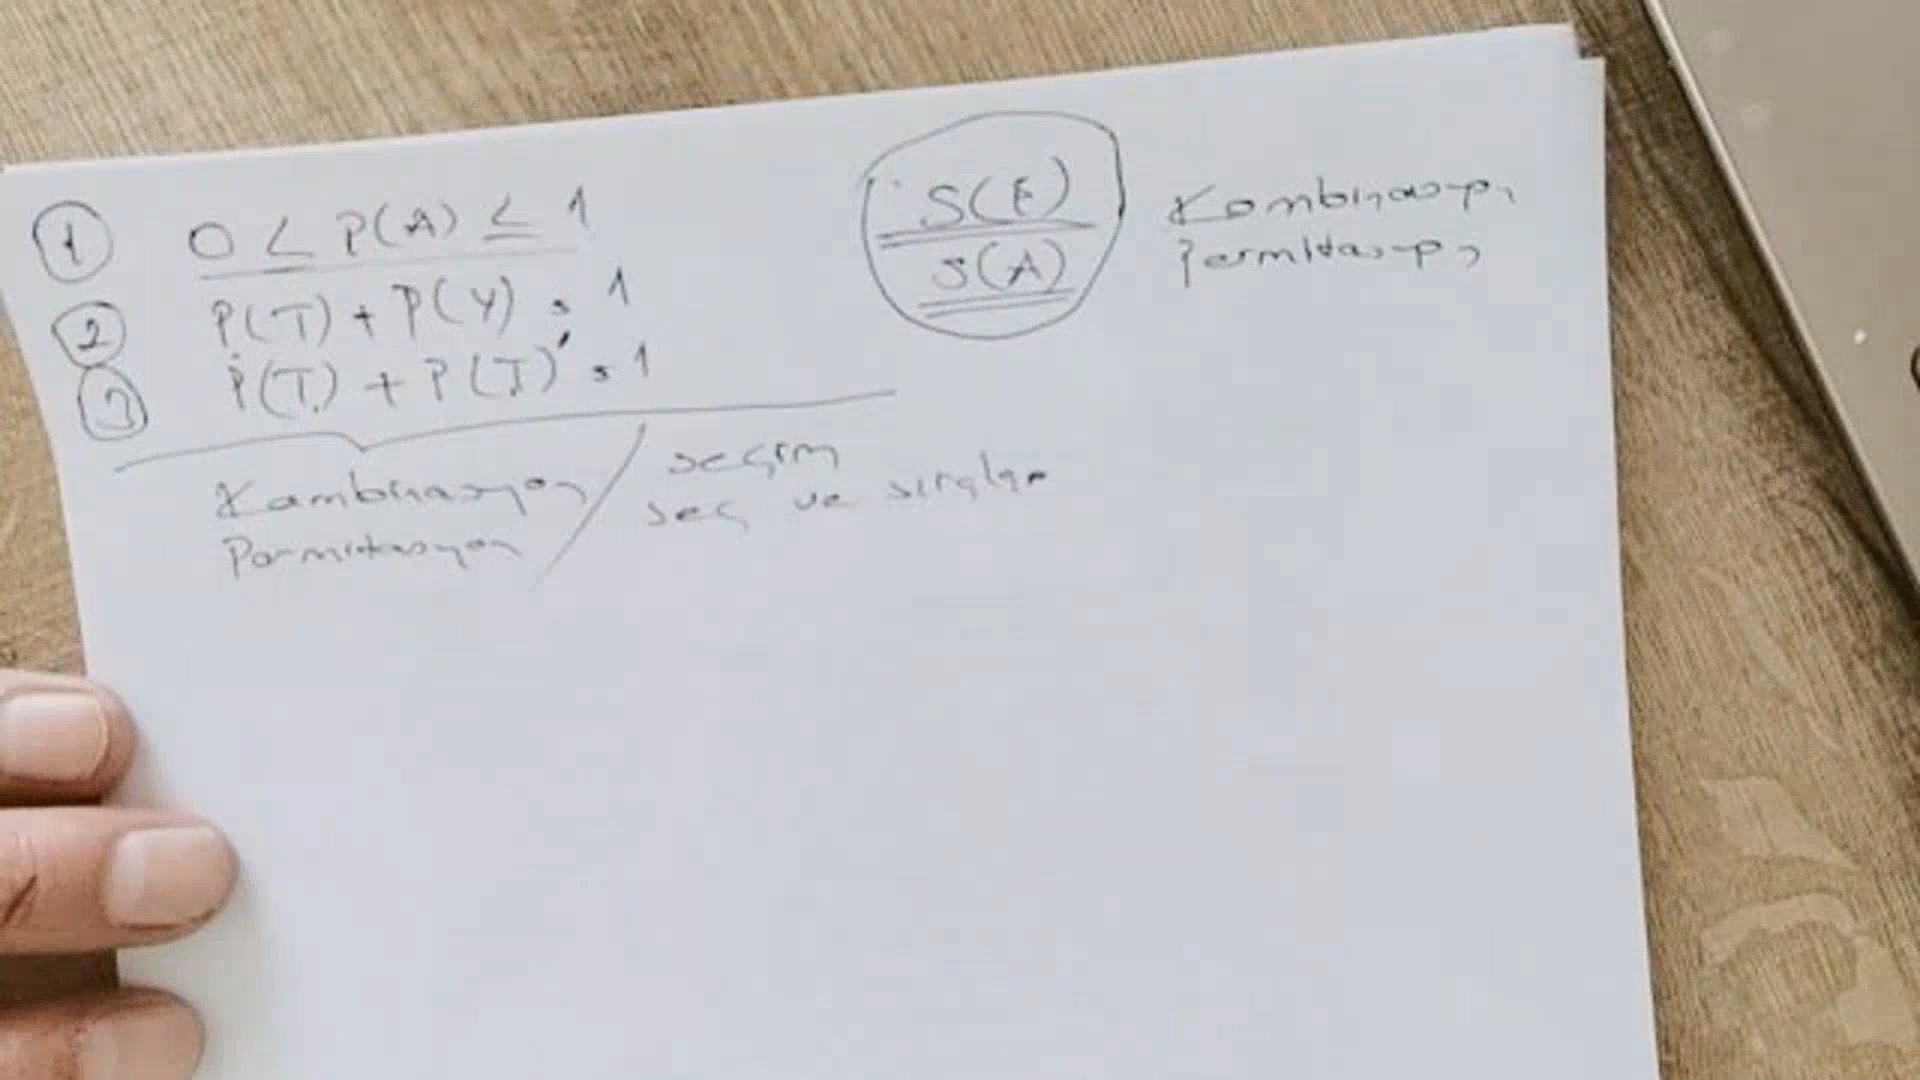 1 0 ≤ P(A) ≤ 1
2 P(T) + P(Y) = 1
3 P(T) + P(T)' = 1
S(E)
S(A)
Kombinasyon
Permütasyon
Kombinasyon / seçim
Permütasyon seç ve sırala